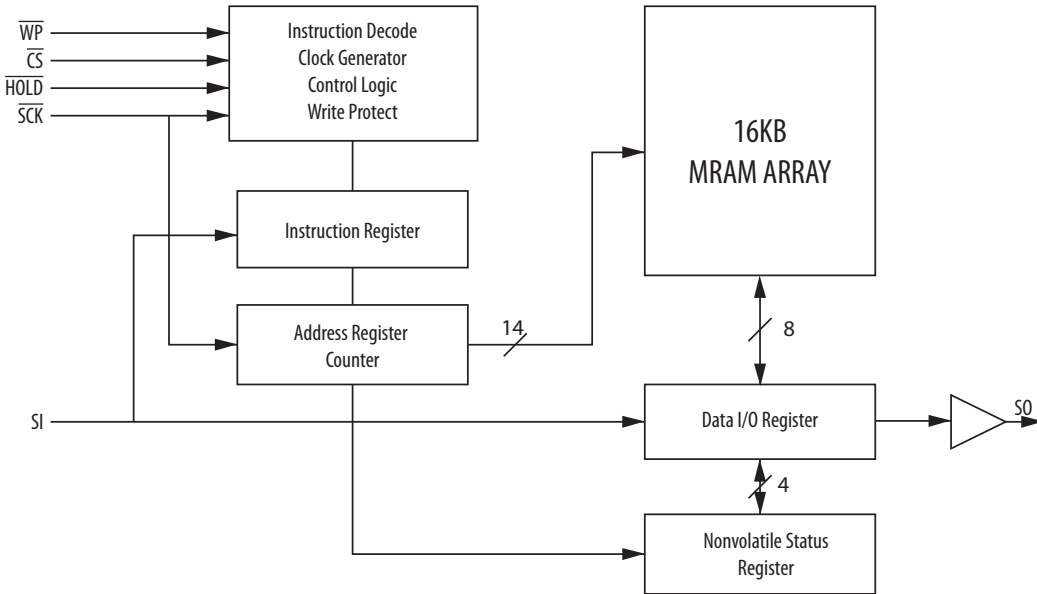 WP
CS
HOLD
SCK
Instruction Decode
Clock Generator
Control Logic
Write Protect
16KB
MRAM ARRAY
Instruction Register
Address Register
Counter
14
8
SI
Data I/O Register
SO
4
Nonvolatile Status
Register